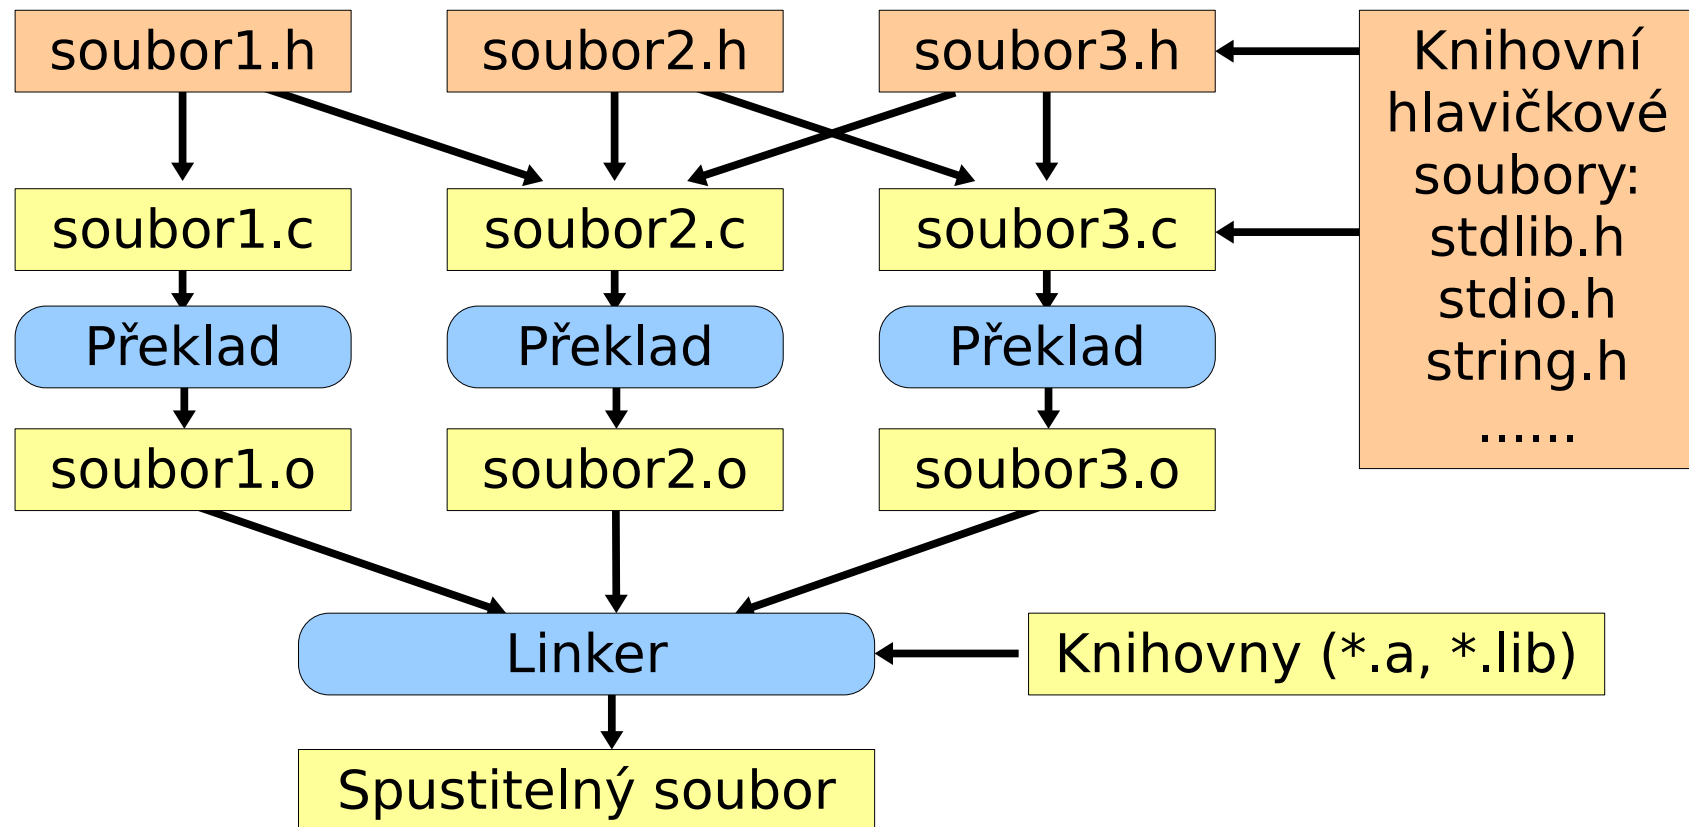 soubor1.h
soubor2.h
soubor3.h
Knihovní
hlavičkové
soubory:
stdlib.h
stdio.h
string.h
......
soubor1.c
soubor2.c
soubor3.c
Překlad
Překlad
Překlad
soubor1.o
soubor2.o
soubor3.o
Linker
Knihovny (*.a, *.lib)
Spustitelný soubor